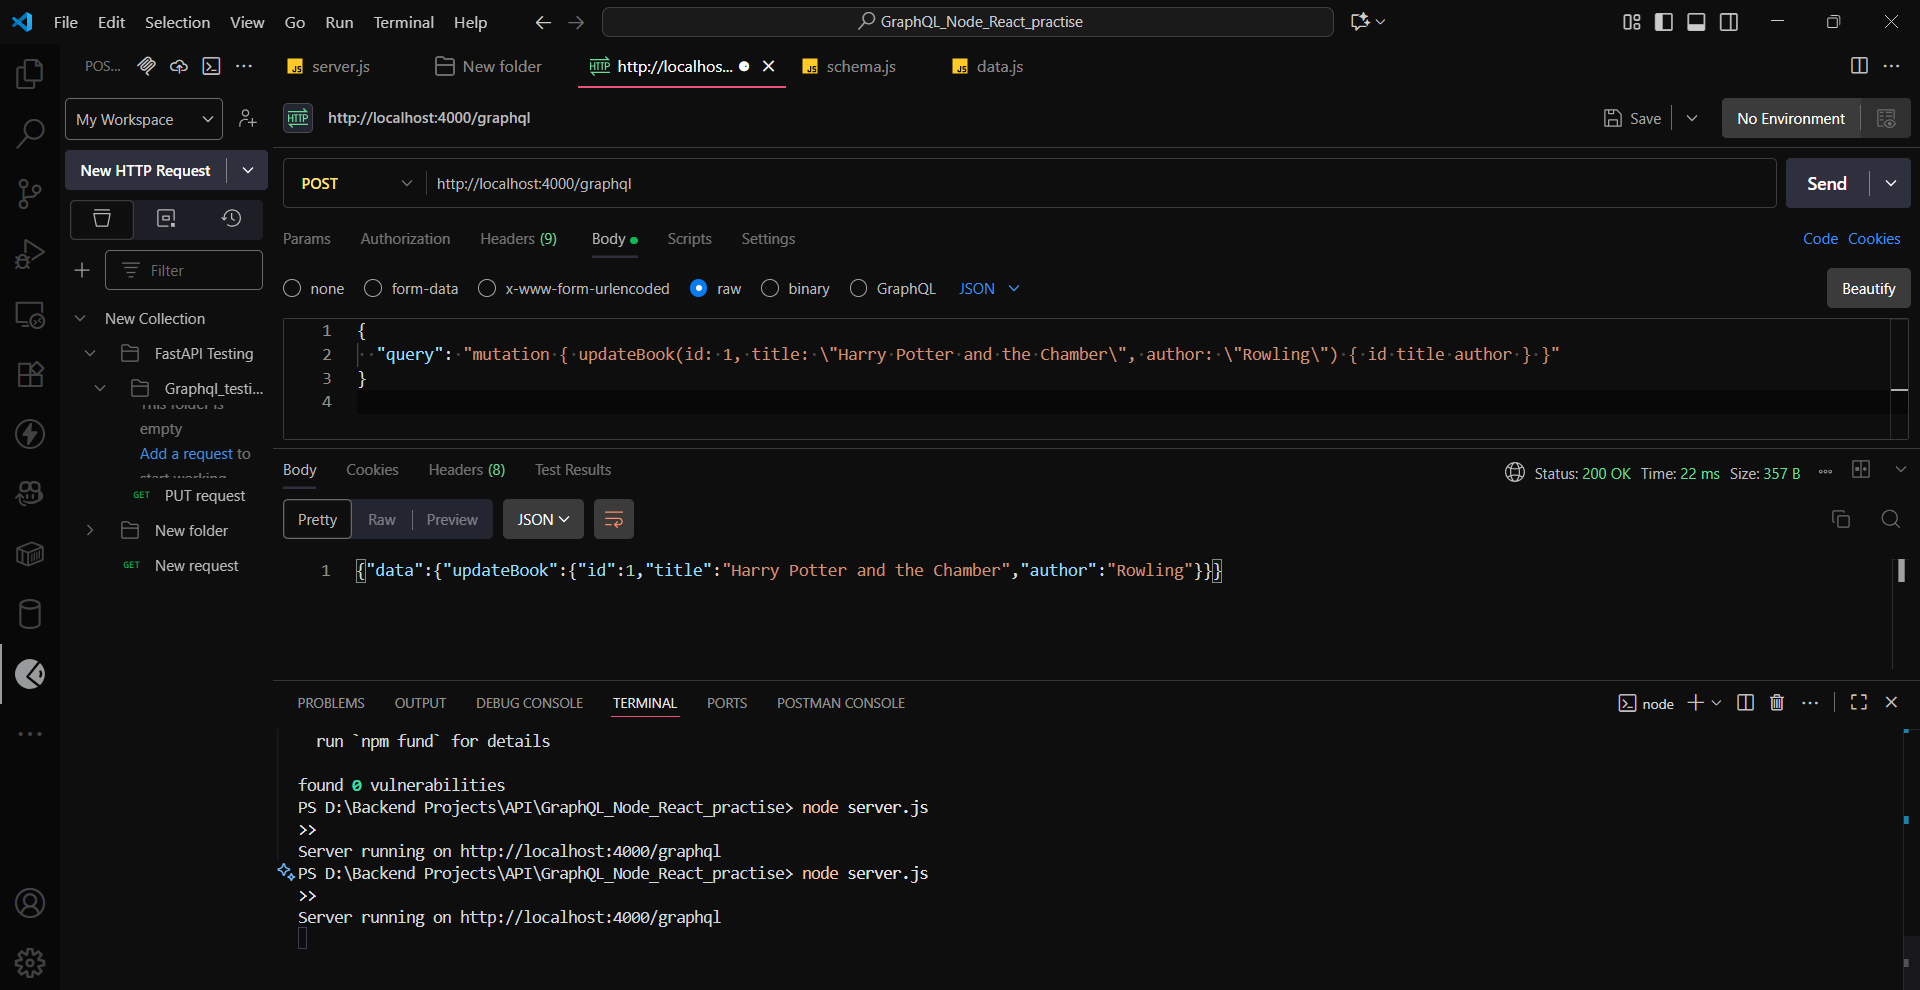 File Edit Selection View Go Run Terminal Help
GraphQL_Node_React_practise
POS...
server.js
New folder
http://localhos...
schema.js
data.js
My Workspace
http://localhost:4000/graphql
Save
No Environment
New HTTP Request
POST
http://localhost:4000/graphql
Send
Params Authorization Headers (9) Body Scripts Settings
Code Cookies
Filter
none form-data x-www-form-urlencoded raw binary GraphQL JSON
Beautify
New Collection
FastAPI Testing
Graphql_testi...
This folder is
empty
Add a request to
start working
GET PUT request
New folder
GET New request
1 {
2 "query": "mutation { updateBook(id: 1, title: \"Harry Potter and the Chamber\", author: \"Rowling\") { id title author } }"
3 }
4
Body Cookies Headers (8) Test Results
Status: 200 OK Time: 22 ms Size: 357 B
Pretty Raw Preview JSON
1 {"data":{"updateBook":{"id":1,"title":"Harry Potter and the Chamber","author":"Rowling"}}}
PROBLEMS OUTPUT DEBUG CONSOLE TERMINAL PORTS POSTMAN CONSOLE
node
run `npm fund` for details
found 0 vulnerabilities
PS D:\Backend Projects\API\GraphQL_Node_React_practise> node server.js
>>
Server running on http://localhost:4000/graphql
PS D:\Backend Projects\API\GraphQL_Node_React_practise> node server.js
>>
Server running on http://localhost:4000/graphql